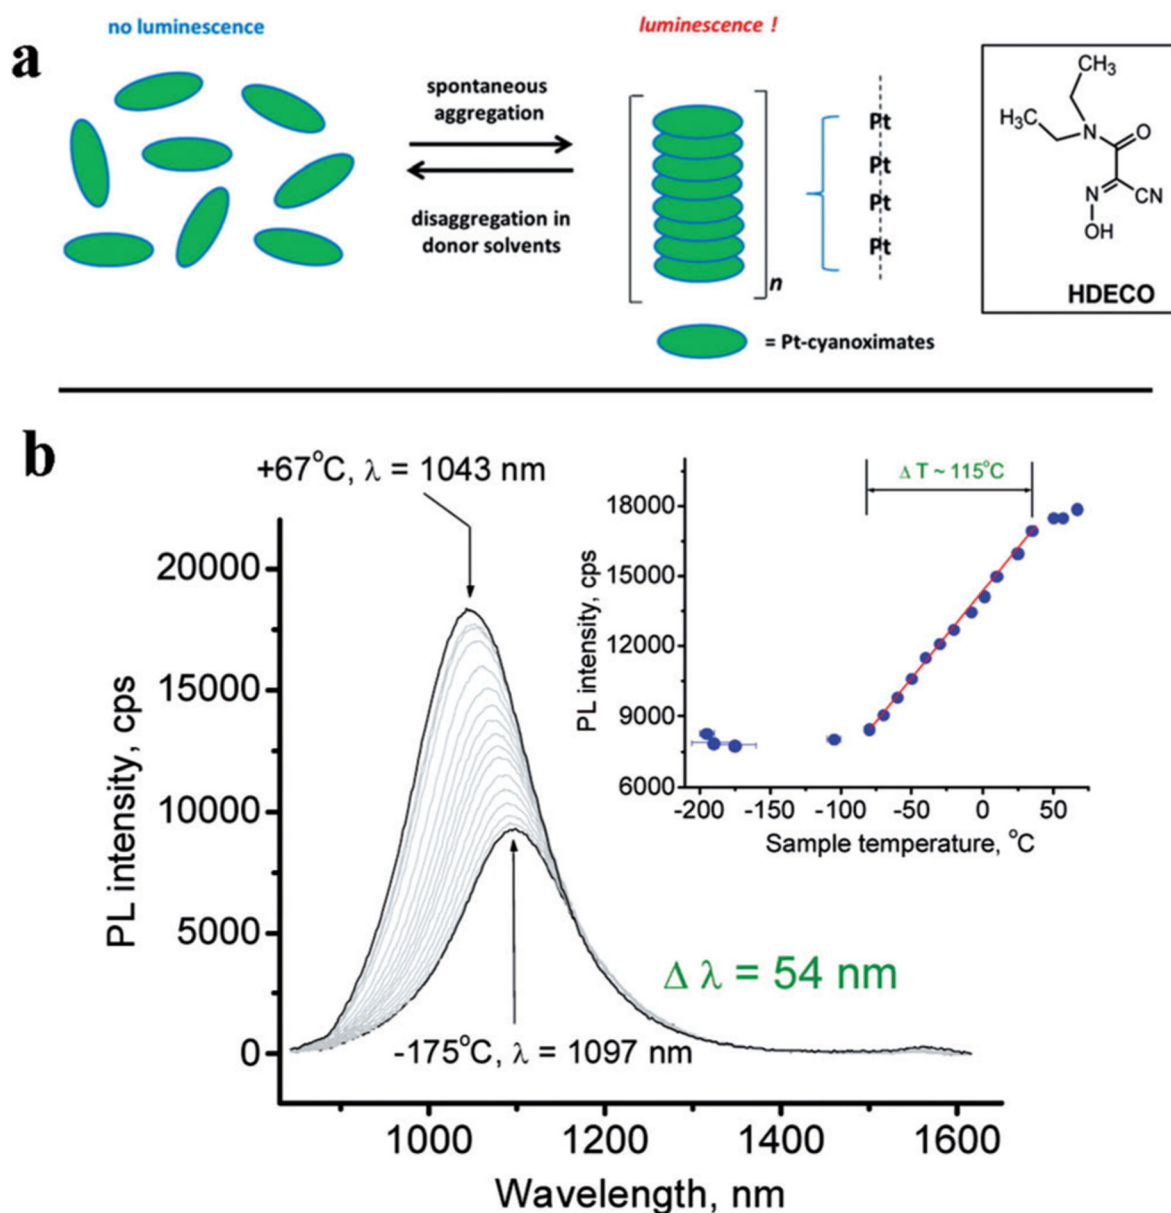 a
no luminescence
luminescence !
spontaneous
aggregation
disaggregation in
donor solvents
n
Pt
Pt
Pt
Pt
= Pt-cyanoximates
CH₃
H₃C
N
O
N
CN
OH
HDECO
b
+67°C, λ = 1043 nm
-175°C, λ = 1097 nm
Δ λ = 54 nm
PL intensity, cps
20000
15000
10000
5000
0
1000
1200
1400
1600
Wavelength, nm
Δ T ~ 115°C
PL intensity, cps
18000
15000
12000
9000
6000
-200
-150
-100
-50
0
50
Sample temperature, °C